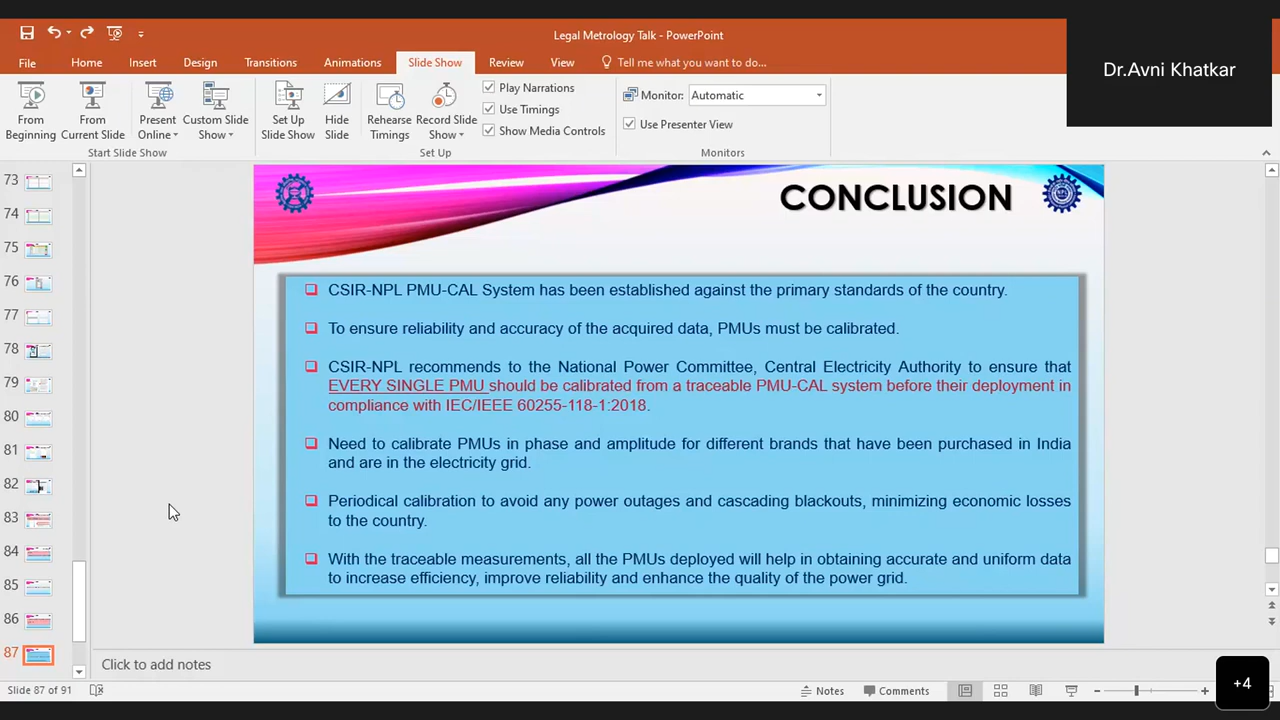 Legal Metrology Talk - PowerPoint
Dr.Avni Khatkar
File Home Insert Design Transitions Animations Slide Show Review View Tell me what you want to do...
From Beginning
From Current Slide
Present Online
Custom Slide Show
Start Slide Show
Set Up Slide Show
Hide Slide
Rehearse Timings
Record Slide Show
Play Narrations
Use Timings
Show Media Controls
Set Up
Monitor: Automatic
Use Presenter View
Monitors
73
74
75
76
77
78
79
80
81
82
83
84
85
86
87
CONCLUSION
CSIR-NPL PMU-CAL System has been established against the primary standards of the country.
To ensure reliability and accuracy of the acquired data, PMUs must be calibrated.
CSIR-NPL recommends to the National Power Committee, Central Electricity Authority to ensure that
EVERY SINGLE PMU should be calibrated from a traceable PMU-CAL system before their deployment in
compliance with IEC/IEEE 60255-118-1:2018.
Need to calibrate PMUs in phase and amplitude for different brands that have been purchased in India
and are in the electricity grid.
Periodical calibration to avoid any power outages and cascading blackouts, minimizing economic losses
to the country.
With the traceable measurements, all the PMUs deployed will help in obtaining accurate and uniform data
to increase efficiency, improve reliability and enhance the quality of the power grid.
Click to add notes
Slide 87 of 91
Notes
Comments
+4